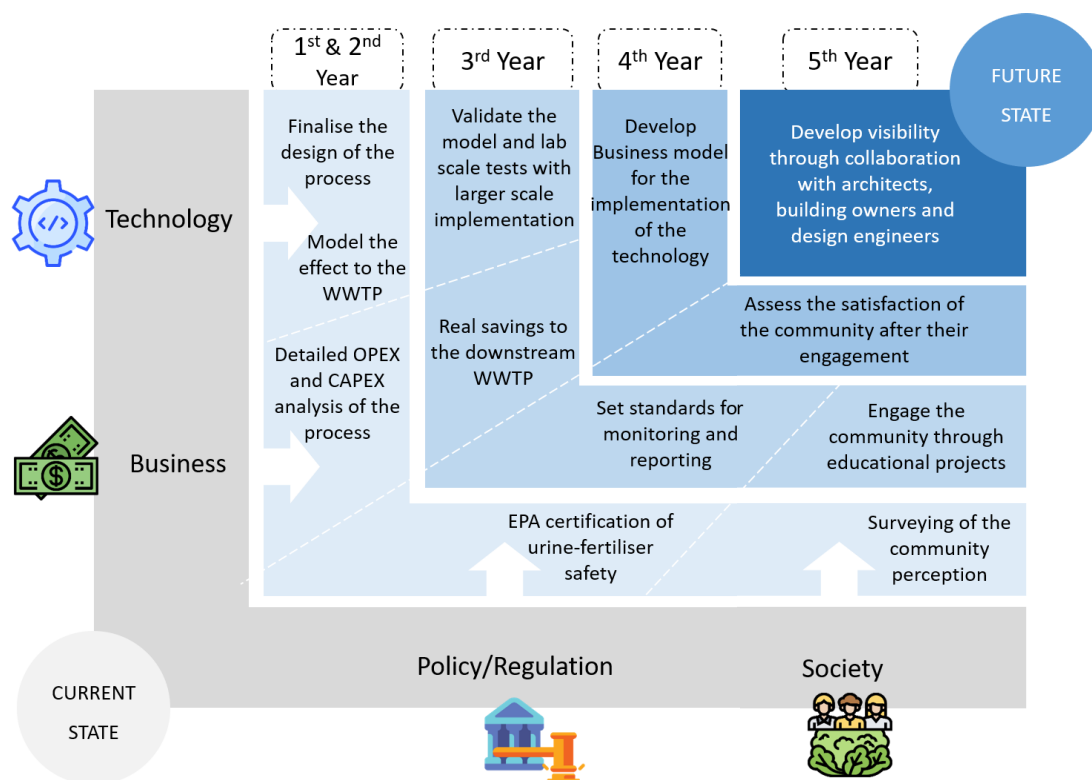 1st & 2nd
Year
3rd Year
4th Year
5th Year
FUTURE
STATE
Technology
Finalise the
design of the
process
Model the
effect to the
WWTP
Validate the
model and lab
scale tests with
larger scale
implementation
Develop
Business model
for the
implementation
of the
technology
Develop visibility
through collaboration
with architects,
building owners and
design engineers
Business
Detailed OPEX
and CAPEX
analysis of the
process
Real savings to
the downstream
WWTP
Assess the satisfaction of
the community after their
engagement
Set standards for
monitoring and
reporting
Engage the
community through
educational projects
EPA certification of
urine-fertiliser
safety
Surveying of the
community
perception
Policy/Regulation
Society
CURRENT
STATE